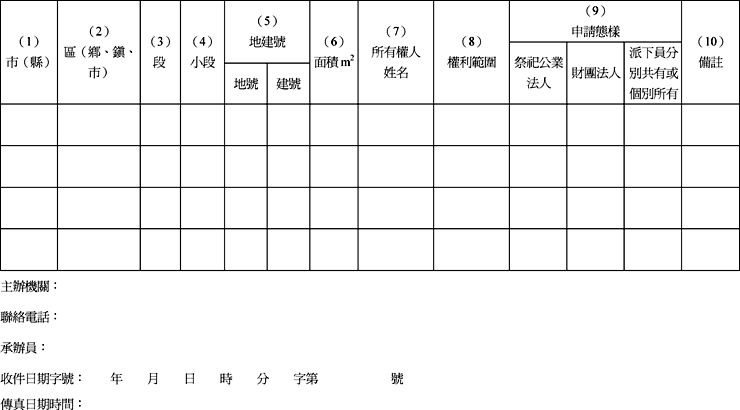 （1）
市（縣）
（2）
區（鄉、鎮、
市）
（3）
段
（4）
小段
（5）
地建號
地號
建號
（6）
面積m²
（7）
所有權人
姓名
（8）
權利範圍
（9）
申請態樣
祭祀公業
法人
財團法人
派下員分
別共有或
個別所有
（10）
備註
主辦機關：
聯絡電話：
承辦員：
收件日期字號：　　年　　月　　日　　時　　分　　字第　　　　　　號
傳真日期時間：